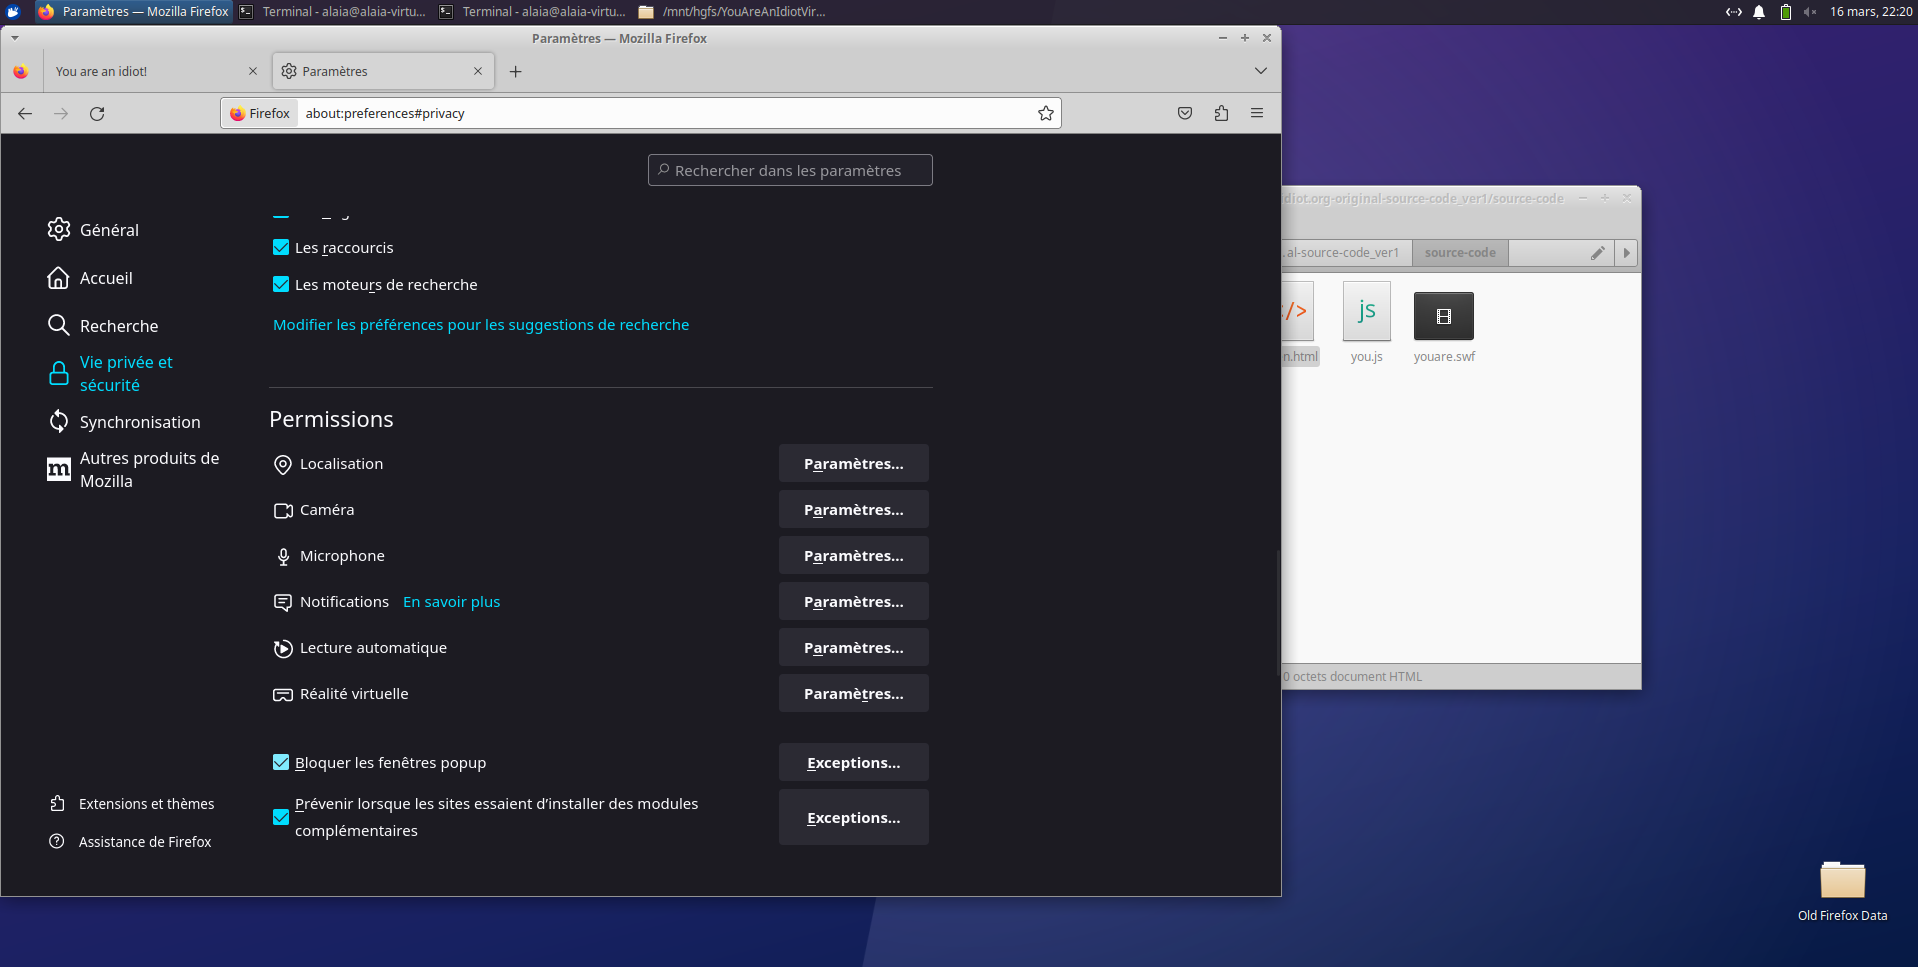 Paramètres — Mozilla Firefox
Terminal - alaia@alaia-virtu...
Terminal - alaia@alaia-virtu...
/mnt/hgfs/YouAreAnIdiotVir...
16 mars, 22:20
Paramètres — Mozilla Firefox
You are an idiot!
Paramètres
Firefox
about:preferences#privacy
Rechercher dans les paramètres
Général
Accueil
Recherche
Vie privée et
sécurité
Synchronisation
Autres produits de
Mozilla
Extensions et thèmes
Assistance de Firefox
Les raccourcis
Les moteurs de recherche
Modifier les préférences pour les suggestions de recherche
Permissions
Localisation
Paramètres...
Caméra
Paramètres...
Microphone
Paramètres...
Notifications En savoir plus
Paramètres...
Lecture automatique
Paramètres...
Réalité virtuelle
Paramètres...
Bloquer les fenêtres popup
Exceptions...
Prévenir lorsque les sites essaient d’installer des modules
complémentaires
Exceptions...
diot.org-original-source-code_ver1/source-code
al-source-code_ver1
source-code
js
n.html
you.js
youare.swf
0 octets document HTML
Old Firefox Data